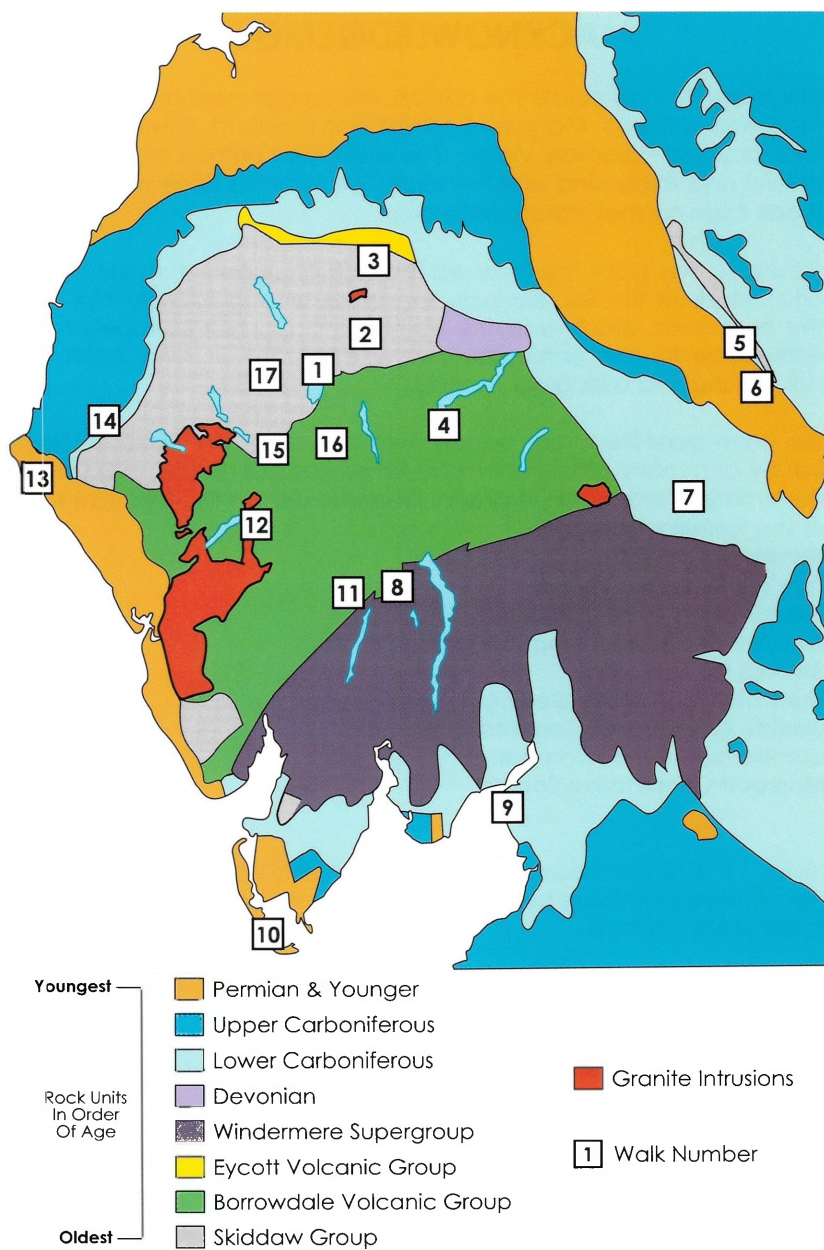 3
5
2
6
1
17
14
4
16
15
13
7
12
11
8
9
10
Youngest
Rock Units
In Order
Of Age
Oldest
Permian & Younger
Upper Carboniferous
Lower Carboniferous
Devonian
Windermere Supergroup
Eycott Volcanic Group
Borrowdale Volcanic Group
Skiddaw Group
Granite Intrusions
1 Walk Number